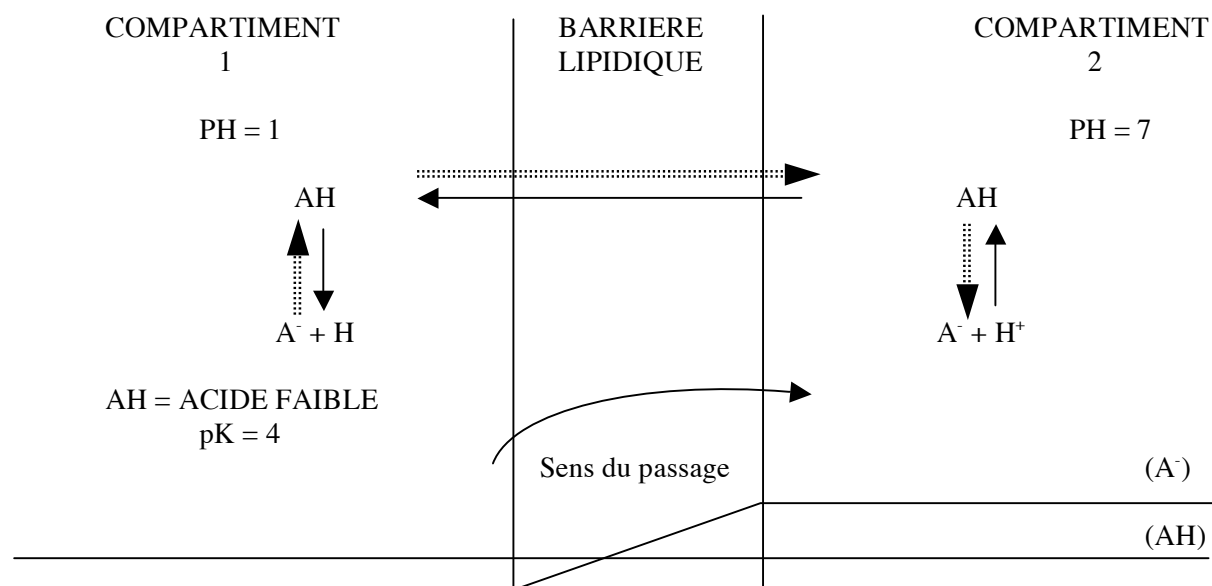 COMPARTIMENT
1
BARRIERE
LIPIDIQUE
COMPARTIMENT
2
PH = 1
PH = 7
AH
AH
A⁻ + H
A⁻ + H⁺
AH = ACIDE FAIBLE
pK = 4
Sens du passage
(A⁻)
(AH)